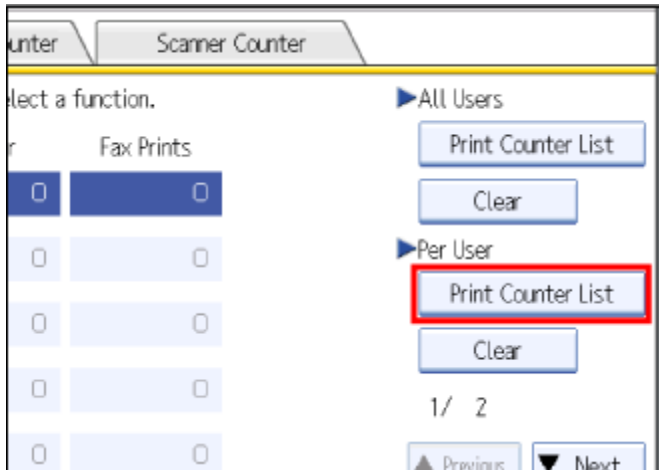 unter Scanner Counter
lect a function.
All Users
r Fax Prints
Print Counter List
0 0
Clear
0 0
Per User
Print Counter List
0 0
Clear
0 0
1/ 2
0 0
Previous Next